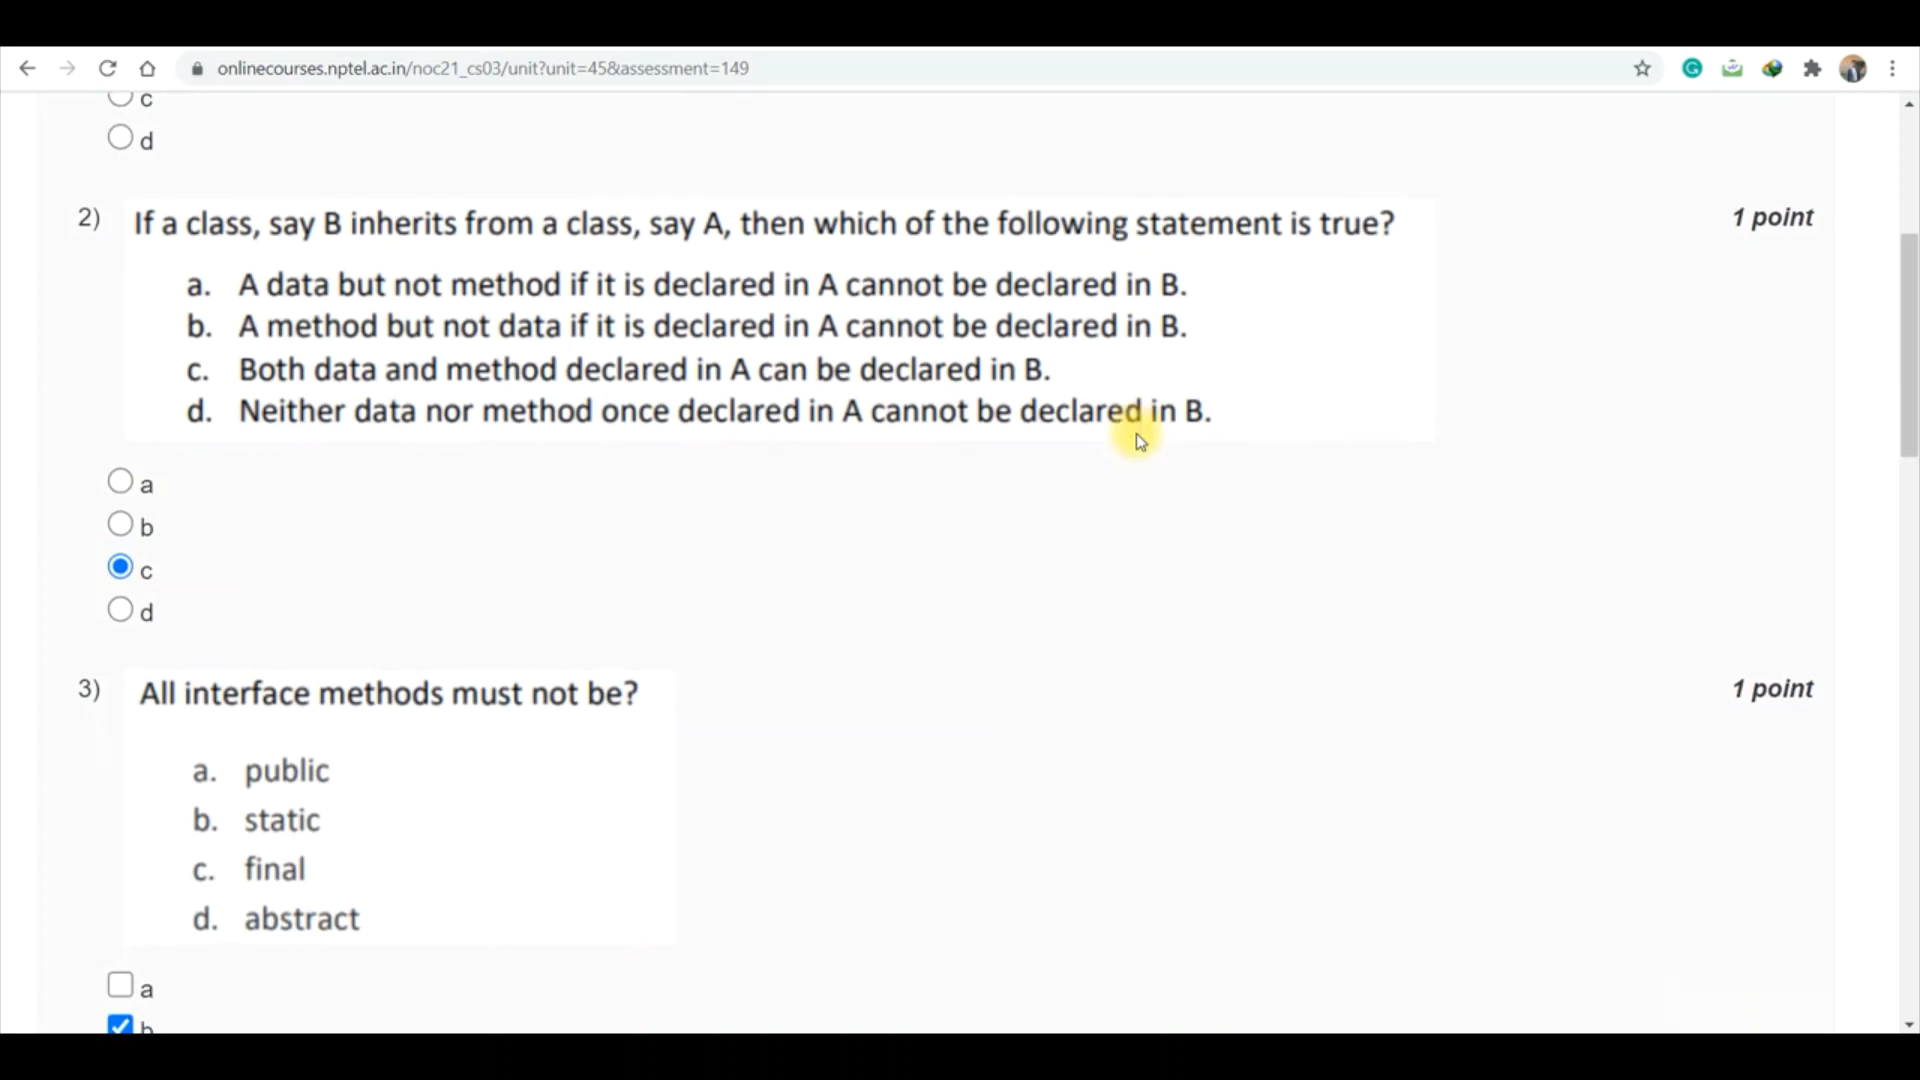 onlinecourses.nptel.ac.in/noc21_cs03/unit?unit=45&assessment=149
c
d
2) If a class, say B inherits from a class, say A, then which of the following statement is true? 1 point
a. A data but not method if it is declared in A cannot be declared in B.
b. A method but not data if it is declared in A cannot be declared in B.
c. Both data and method declared in A can be declared in B.
d. Neither data nor method once declared in A cannot be declared in B.
a
b
c
d
3) All interface methods must not be? 1 point
a. public
b. static
c. final
d. abstract
a
b